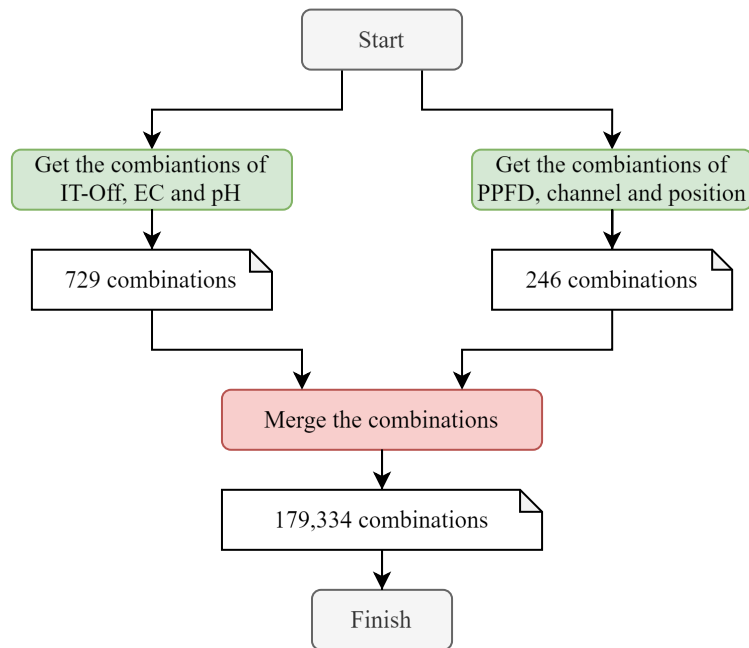 Start
Get the combiantions of
IT-Off, EC and pH
Get the combiantions of
PPFD, channel and position
729 combinations
246 combinations
Merge the combinations
179,334 combinations
Finish